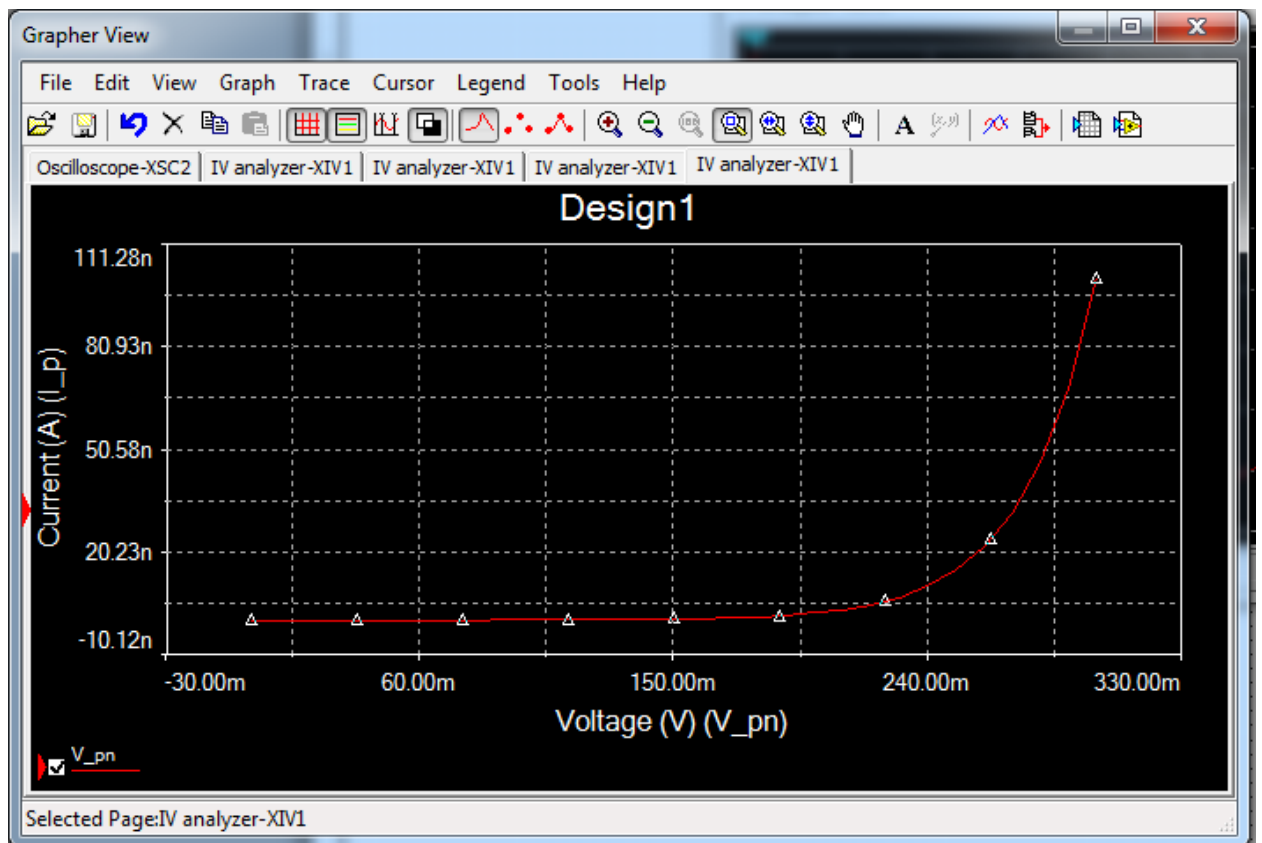 Grapher View
File Edit View Graph Trace Cursor Legend Tools Help
A
Oscilloscope-XSC2 IV analyzer-XIV1 IV analyzer-XIV1 IV analyzer-XIV1 IV analyzer-XIV1
Design1
111.28n
80.93n
50.58n
20.23n
-10.12n
Current (A) (I_p)
-30.00m 60.00m 150.00m 240.00m 330.00m
Voltage (V) (V_pn)
V_pn
Selected Page:IV analyzer-XIV1